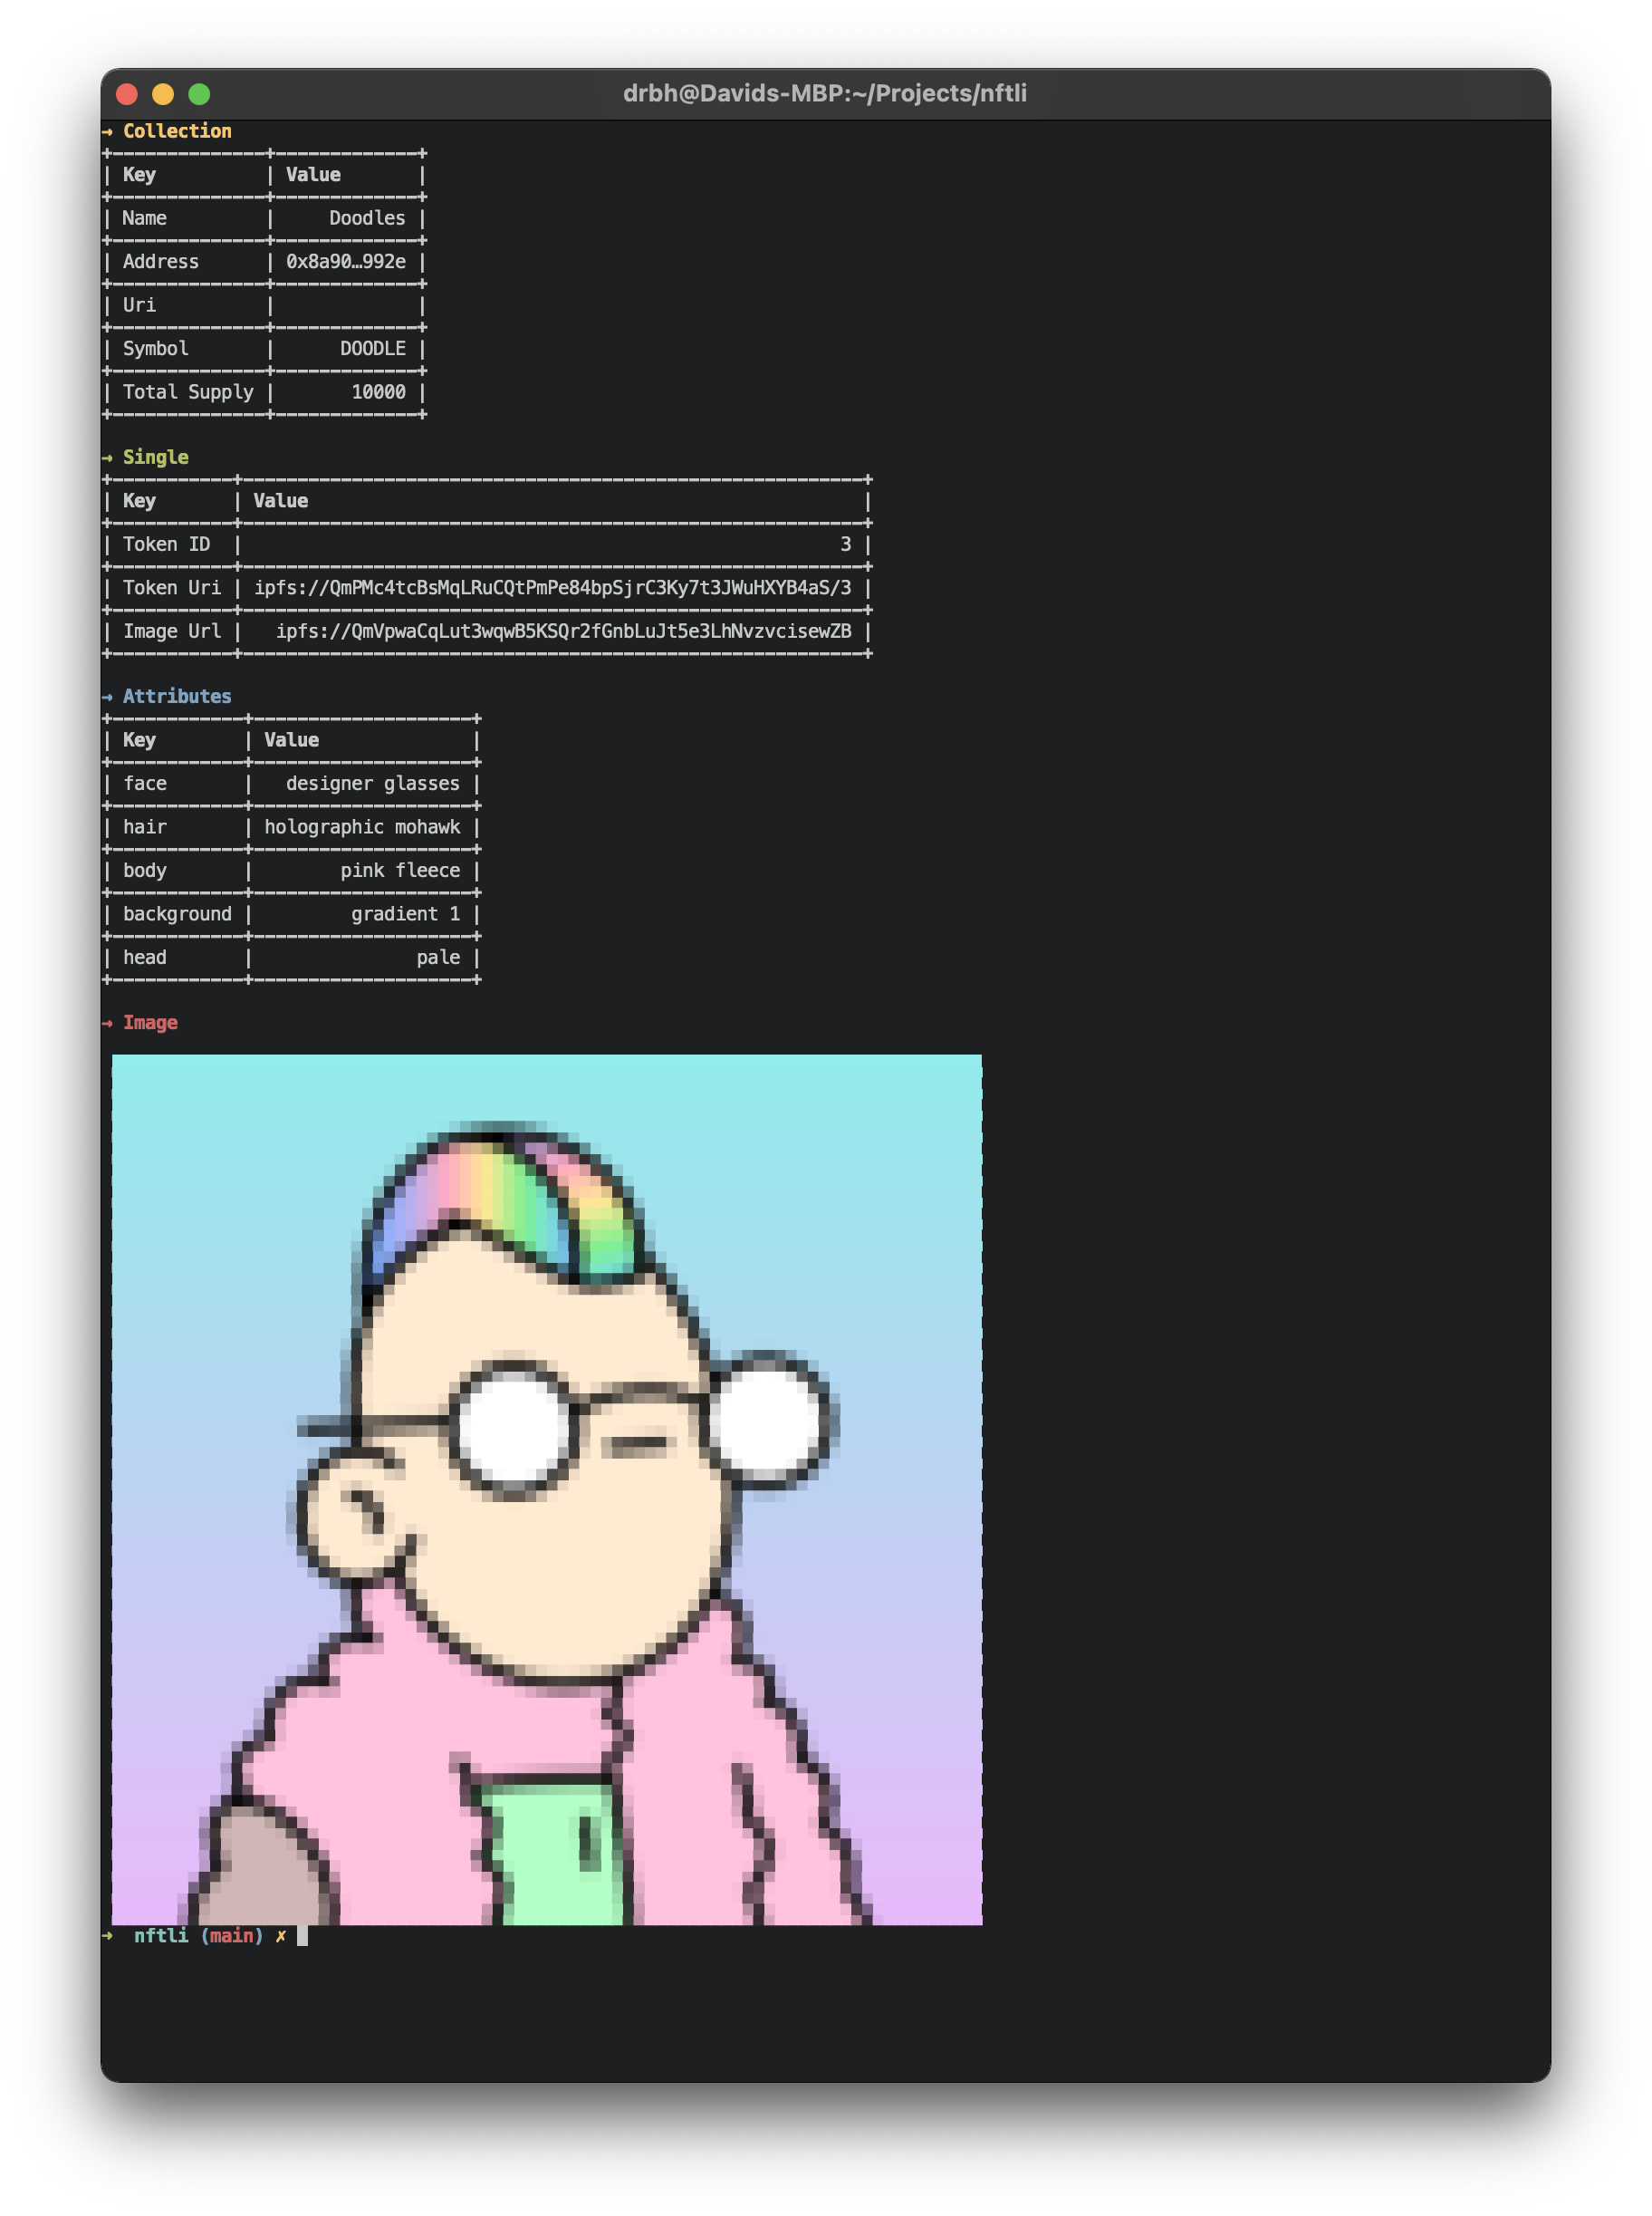 drbh@Davids-MBP:~/Projects/nftli
→ Collection
+--------------+-------------+
| Key          | Value       |
+--------------+-------------+
| Name         |     Doodles |
+--------------+-------------+
| Address      | 0x8a90…992e |
+--------------+-------------+
| Uri          |             |
+--------------+-------------+
| Symbol       |      DOODLE |
+--------------+-------------+
| Total Supply |       10000 |
+--------------+-------------+
→ Single
+-----------+---------------------------------------------------------+
| Key       | Value                                                   |
+-----------+---------------------------------------------------------+
| Token ID  |                                                       3 |
+-----------+---------------------------------------------------------+
| Token Uri | ipfs://QmPMc4tcBsMqLRuCQtPmPe84bpSjrC3Ky7t3JWuHXYB4aS/3 |
+-----------+---------------------------------------------------------+
| Image Url |   ipfs://QmVpwaCqLut3wqwB5KSQr2fGnbLuJt5e3LhNvzvcisewZB |
+-----------+---------------------------------------------------------+
→ Attributes
+------------+--------------------+
| Key        | Value              |
+------------+--------------------+
| face       |   designer glasses |
+------------+--------------------+
| hair       | holographic mohawk |
+------------+--------------------+
| body       |        pink fleece |
+------------+--------------------+
| background |         gradient 1 |
+------------+--------------------+
| head       |               pale |
+------------+--------------------+
→ Image
➜  nftli (main) ✗